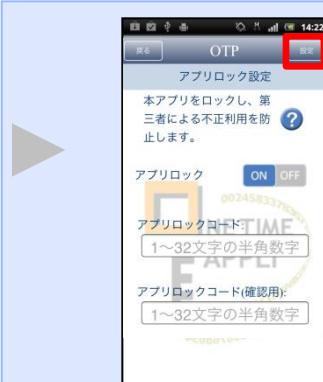 14:22
戻る OTP 設定
アプリロック設定
本アプリをロックし、第
三者による不正利用を防
止します。
?
アプリロック ON OFF
0024583377
アプリロックコード:
NETIME
1〜32文字の半角数字
APPLI
アプリロックコード(確認用):
1〜32文字の半角数字